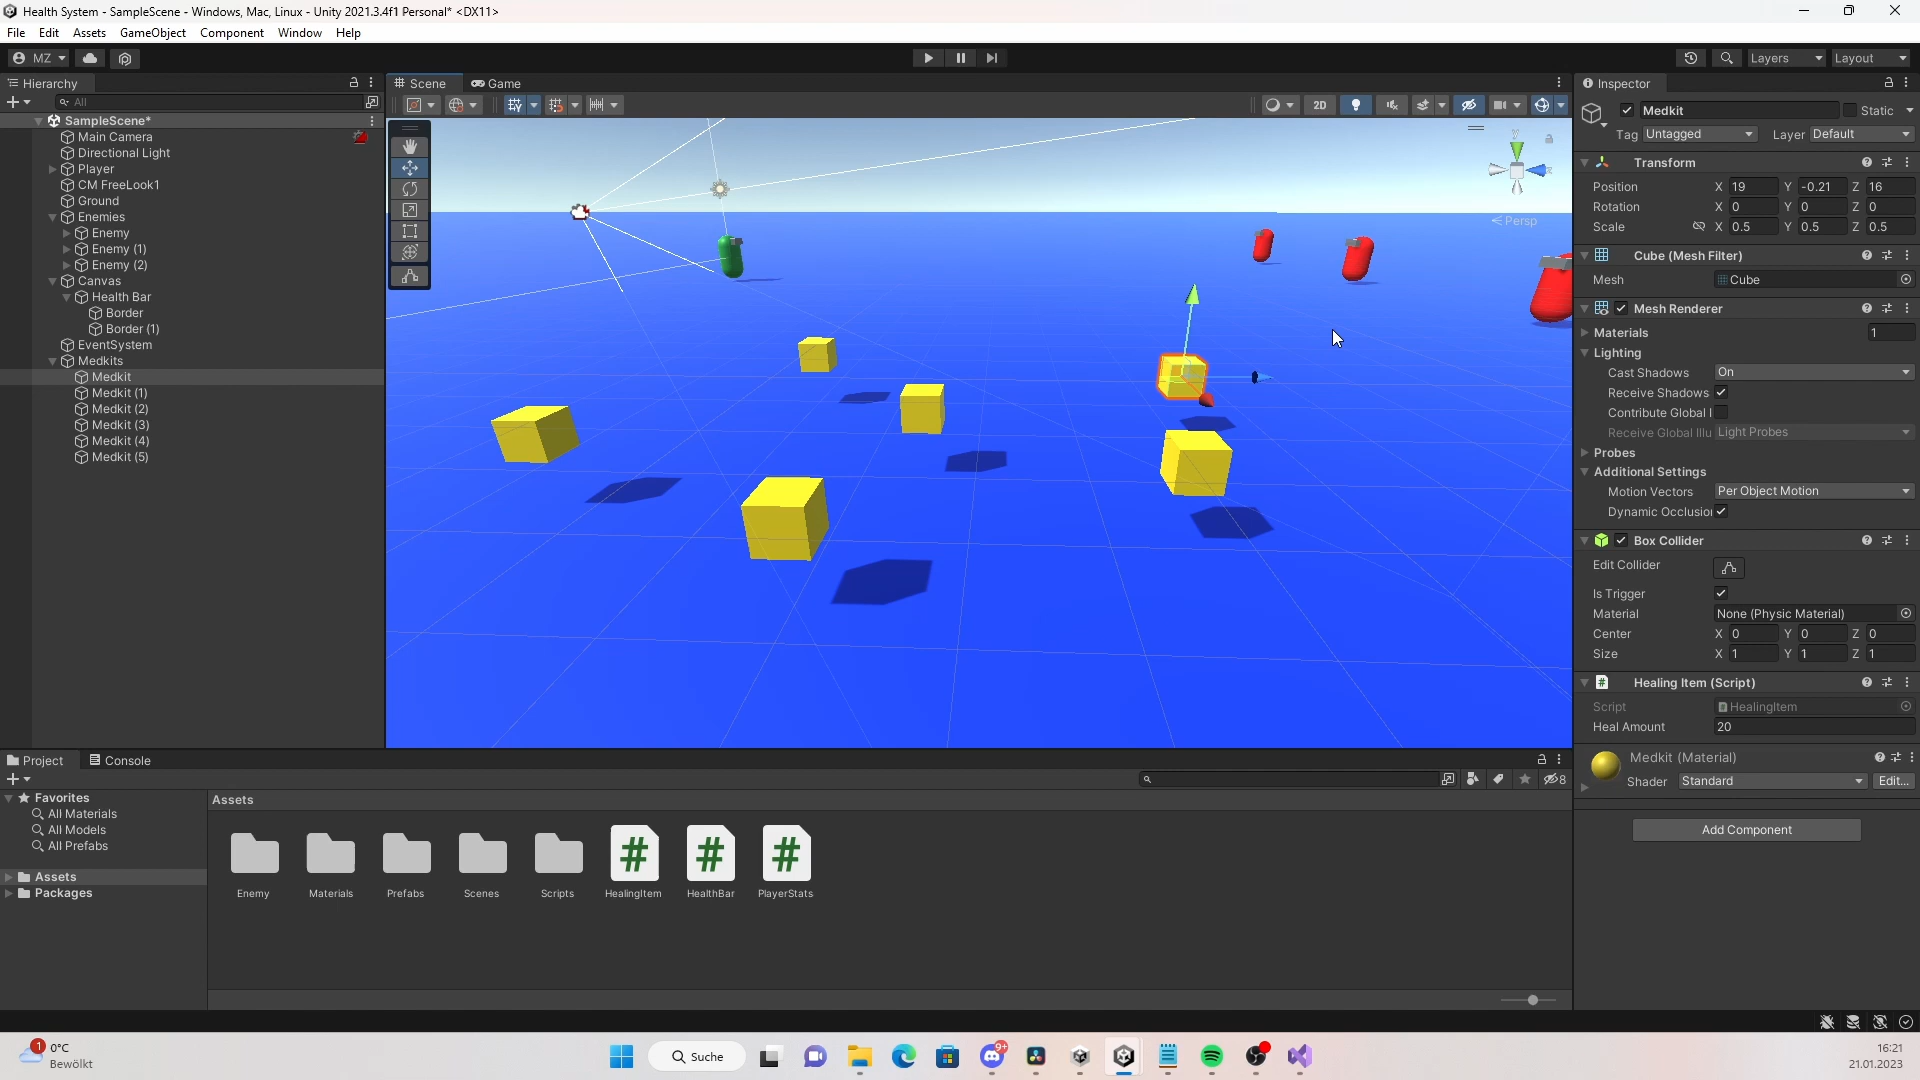 Health System - SampleScene - Windows, Mac, Linux - Unity 2021.3.4f1 Personal* <DX11>
File Edit Assets GameObject Component Window Help
MZ
Layers
Layout
Hierarchy
All
SampleScene*
Main Camera
Directional Light
Player
CM FreeLook1
Ground
Enemies
Enemy
Enemy (1)
Enemy (2)
Canvas
Health Bar
Border
Border (1)
EventSystem
Medkits
Medkit
Medkit (1)
Medkit (2)
Medkit (3)
Medkit (4)
Medkit (5)
Scene
Game
2D
y
Persp
Inspector
Medkit
Static
Tag Untagged Layer Default
Transform
Position X 19 Y -0.21 Z 16
Rotation X 0 Y 0 Z 0
Scale X 0.5 Y 0.5 Z 0.5
Cube (Mesh Filter)
Mesh Cube
Mesh Renderer
Materials 1
Lighting
Cast Shadows On
Receive Shadows
Contribute Global I
Receive Global Illu Light Probes
Probes
Additional Settings
Motion Vectors Per Object Motion
Dynamic Occlusion
Box Collider
Edit Collider
Is Trigger
Material None (Physic Material)
Center X 0 Y 0 Z 0
Size X 1 Y 1 Z 1
Healing Item (Script)
Script HealingItem
Heal Amount 20
Medkit (Material)
Shader Standard Edit...
Add Component
Project
Console
8
Favorites
All Materials
All Models
All Prefabs
Assets
Packages
Assets
Enemy
Materials
Prefabs
Scenes
Scripts
HealingItem
HealthBar
PlayerStats
1
0°C
Bewölkt
Suche
9+
16:21
21.01.2023